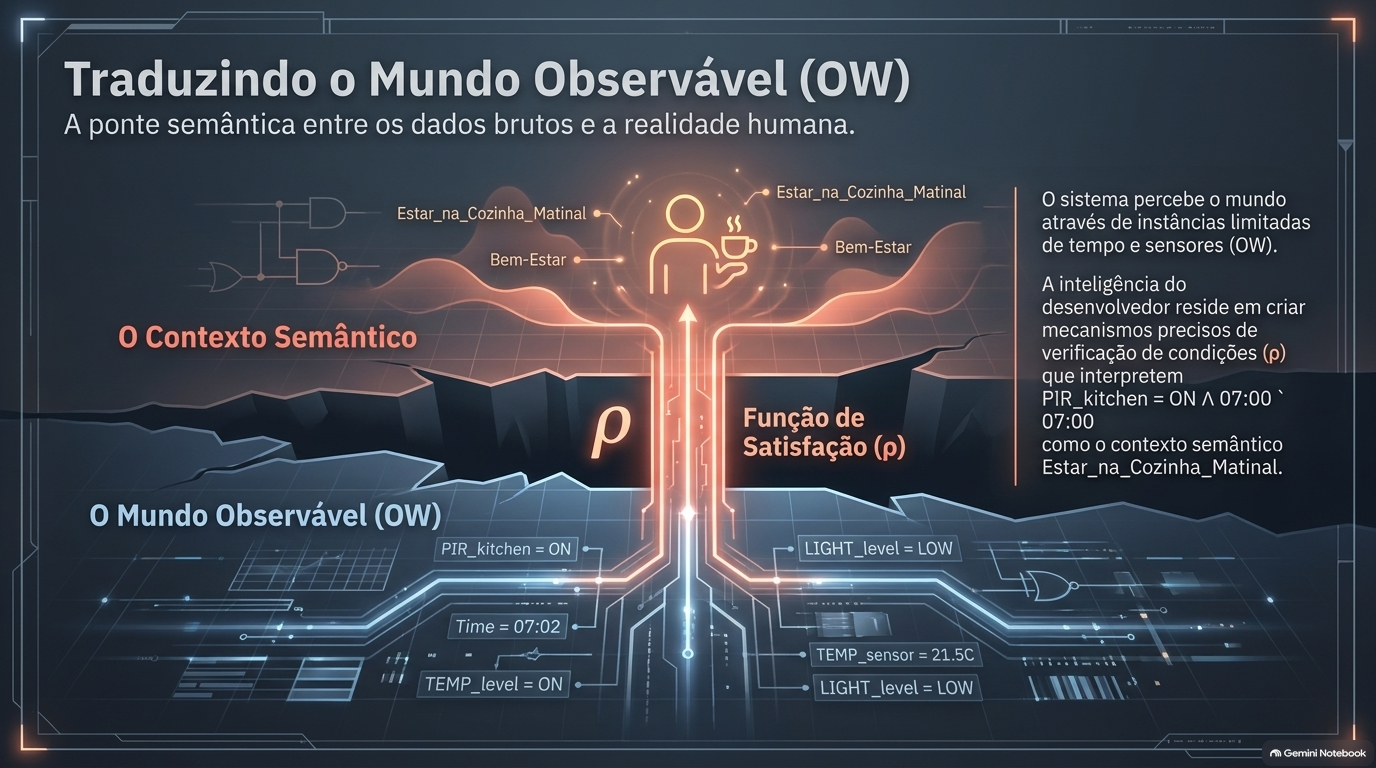 Traduzindo o Mundo Observável (OW)
A ponte semântica entre os dados brutos e a realidade humana.
Estar_na_Cozinha_Matinal
Bem-Estar
Estar_na_Cozinha_Matinal
Bem-Estar
O Contexto Semântico
ρ
Função de
Satisfação (ρ)
O Mundo Observável (OW)
PIR_kitchen = ON
Time = 07:02
TEMP_level = ON
LIGHT_level = LOW
TEMP_sensor = 21.5C
LIGHT_level = LOW
O sistema percebe o mundo
através de instâncias limitadas
de tempo e sensores (OW).
A inteligência do
desenvolvedor reside em criar
mecanismos precisos de
verificação de condições (ρ)
que interpretem
PIR_kitchen = ON Λ 07:00 `
07:00
como o contexto semântico
Estar_na_Cozinha_Matinal.
Gemini Notebook